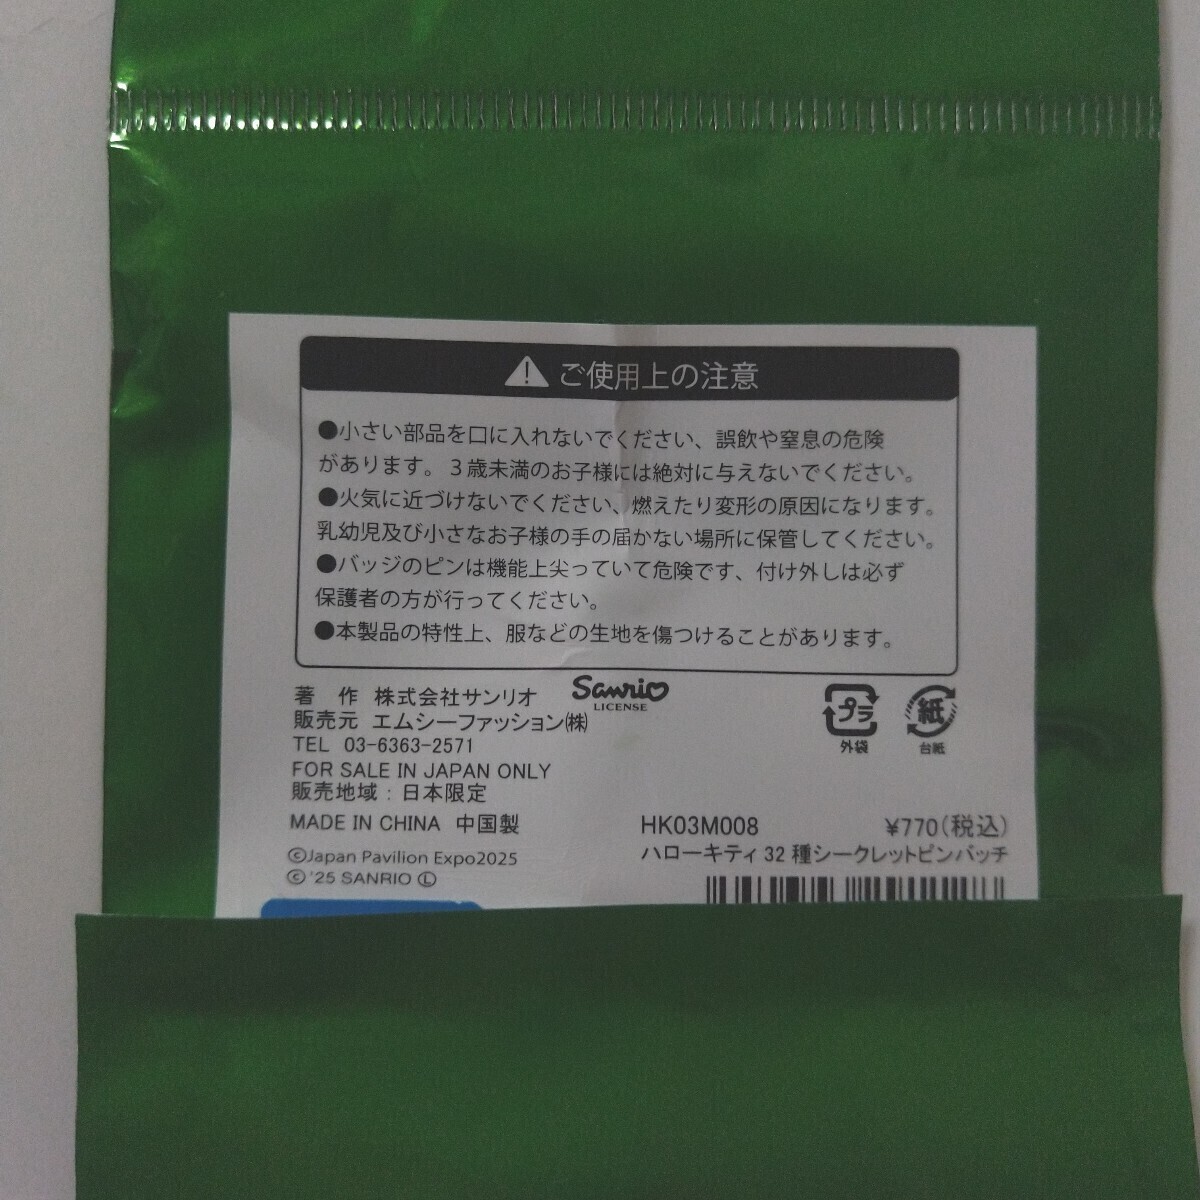 ご使用上の注意
●小さい部品を口に入れないでください、誤飲や窒息の危険
があります。3歳未満のお子様には絶対に与えないでください。
●火気に近づけないでください、燃えたり変形の原因になります。
乳幼児及び小さなお子様の手の届かない場所に保管してください。
●バッジのピンは機能上尖っていて危険です、付け外しは必ず
保護者の方が行ってください。
●本製品の特性上、服などの生地を傷つけることがあります。
著 作 株式会社サンリオ
Sanrio
LICENSE
販売元 エムシーファッション㈱
TEL 03-6363-2571
プラ
外袋
紙
台紙
FOR SALE IN JAPAN ONLY
販売地域:日本限定
MADE IN CHINA 中国製
©Japan Pavilion Expo2025
© '25 SANRIO Ⓛ
HK03M008 ¥770(税込)
ハローキティ 32 種シークレットピンバッチ